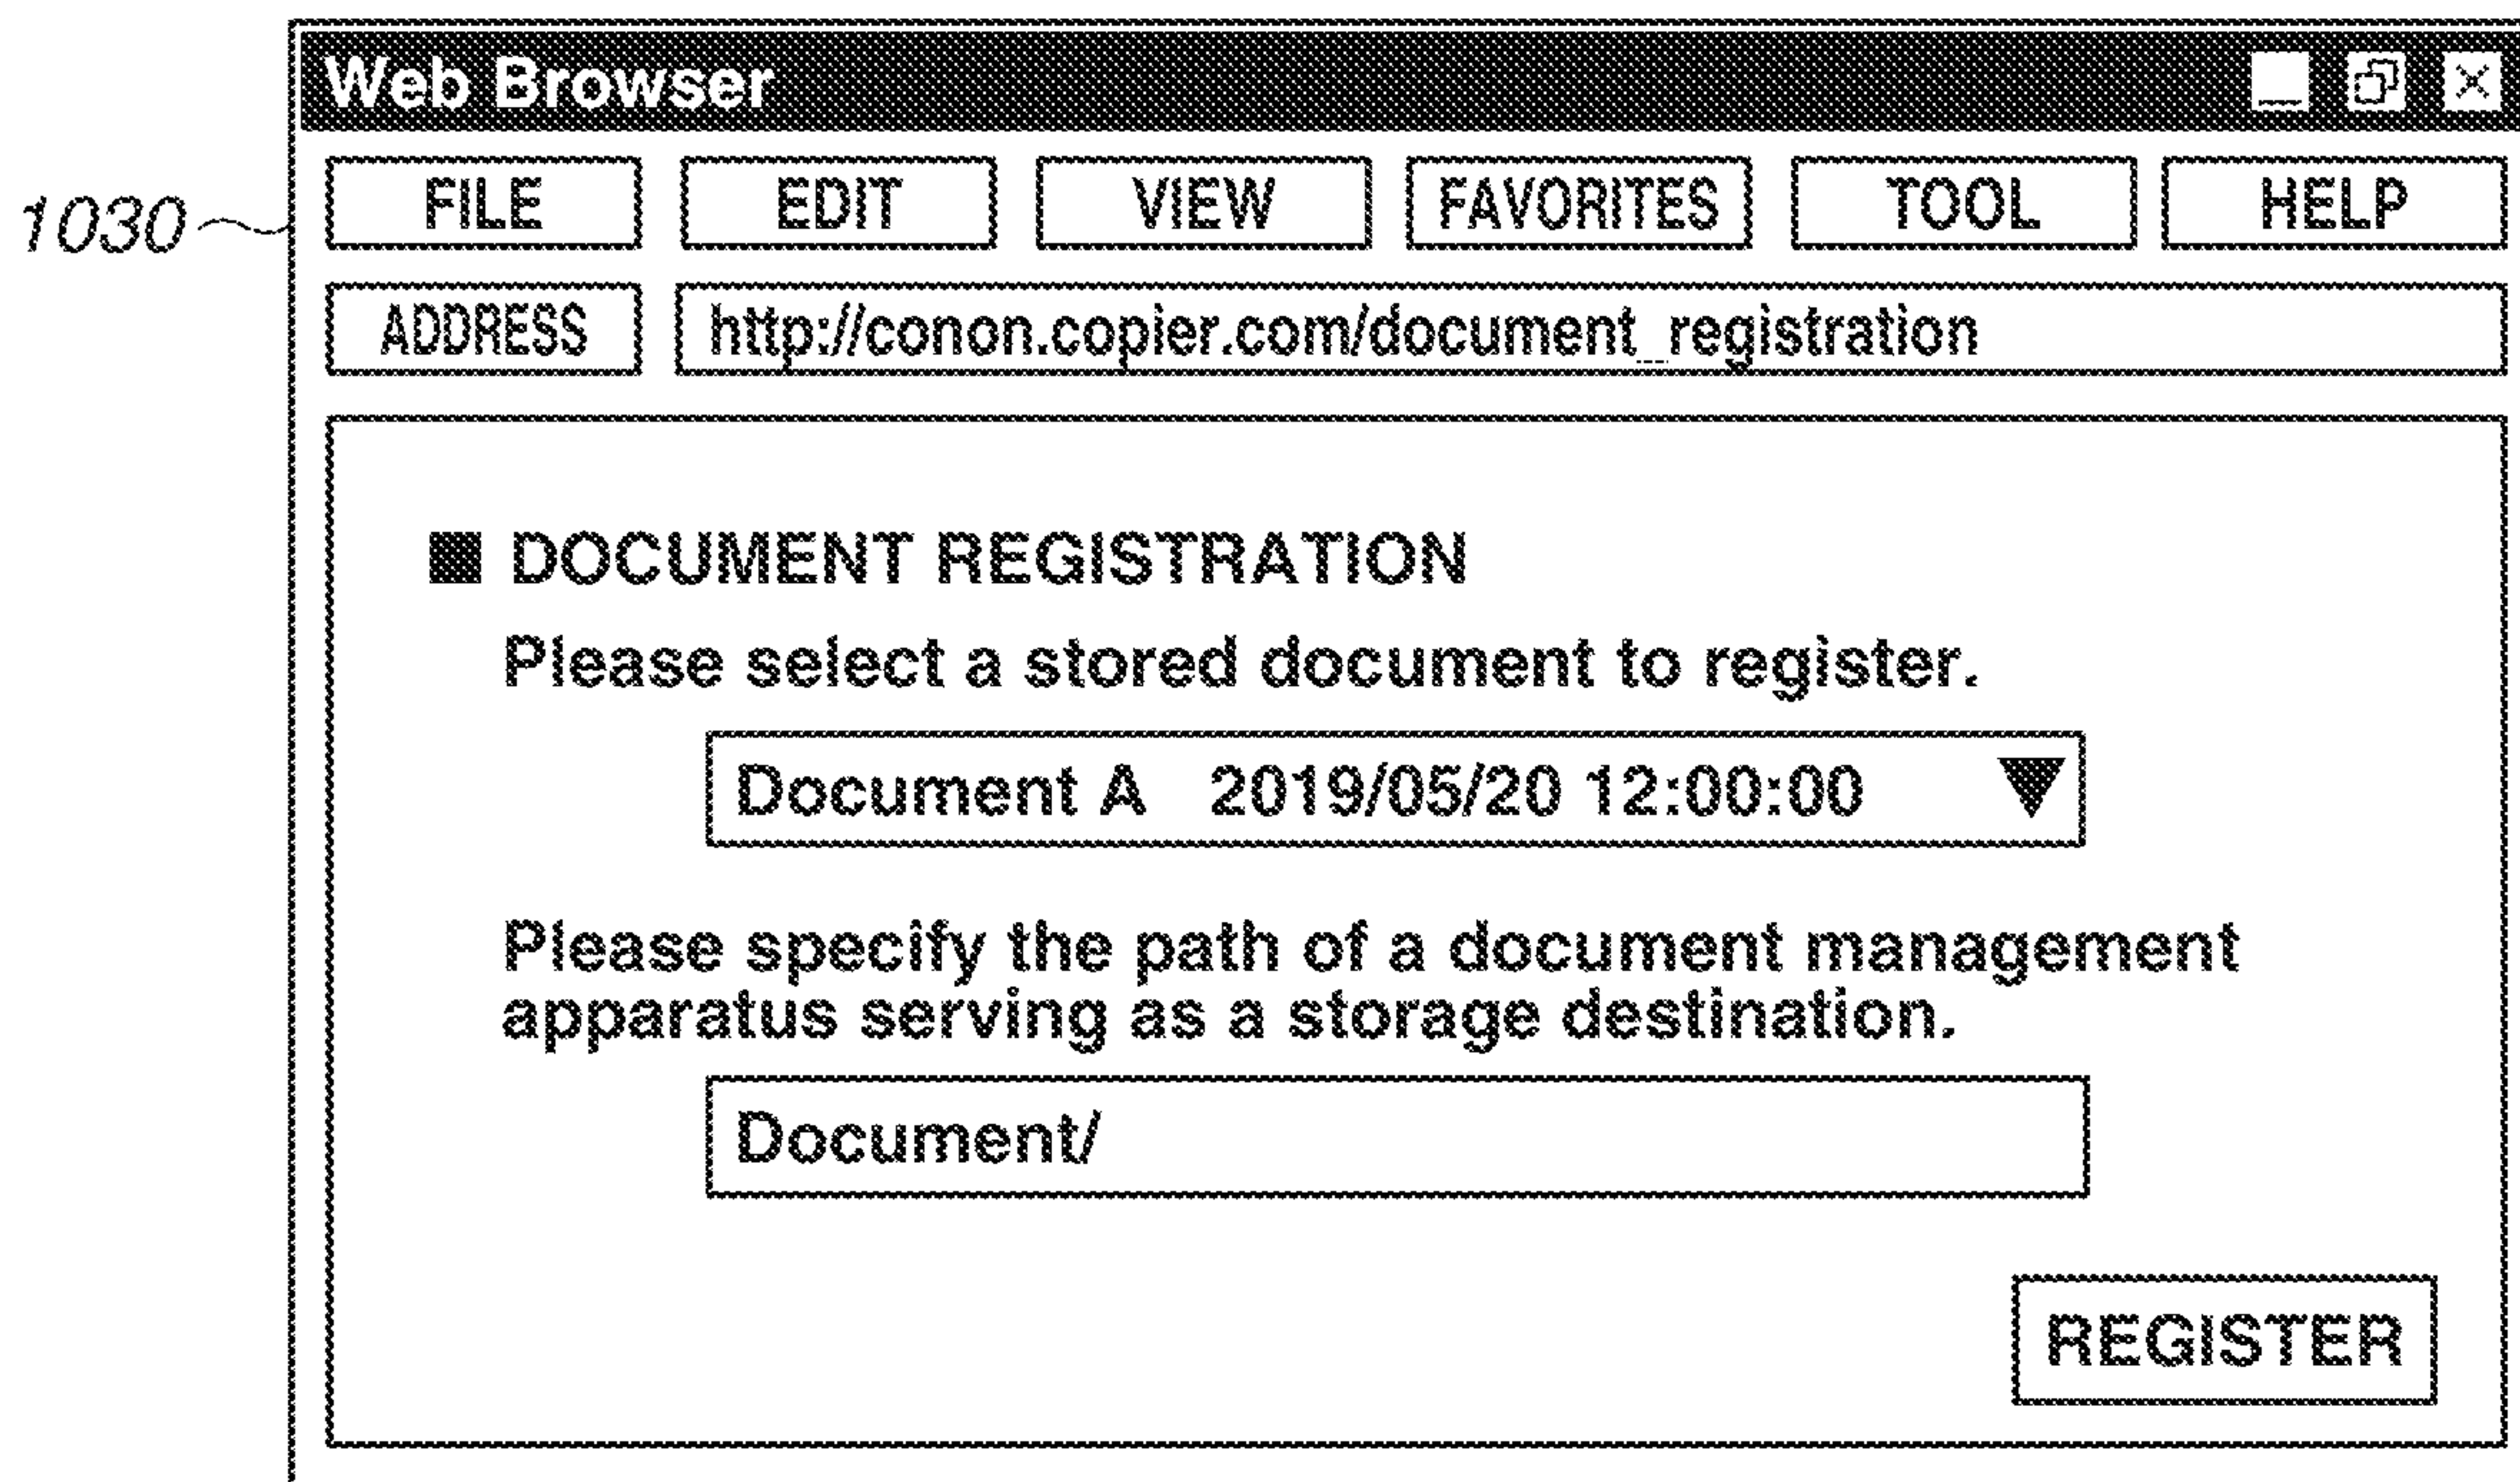 Web Browser
1030
FILE EDIT VIEW FAVORITES TOOL HELP
ADDRESS http://conon.copier.com/document_registration
■ DOCUMENT REGISTRATION
Please select a stored document to register.
Document A 2019/05/20 12:00:00 ▼
Please specify the path of a document management
apparatus serving as a storage destination.
Document/
REGISTER